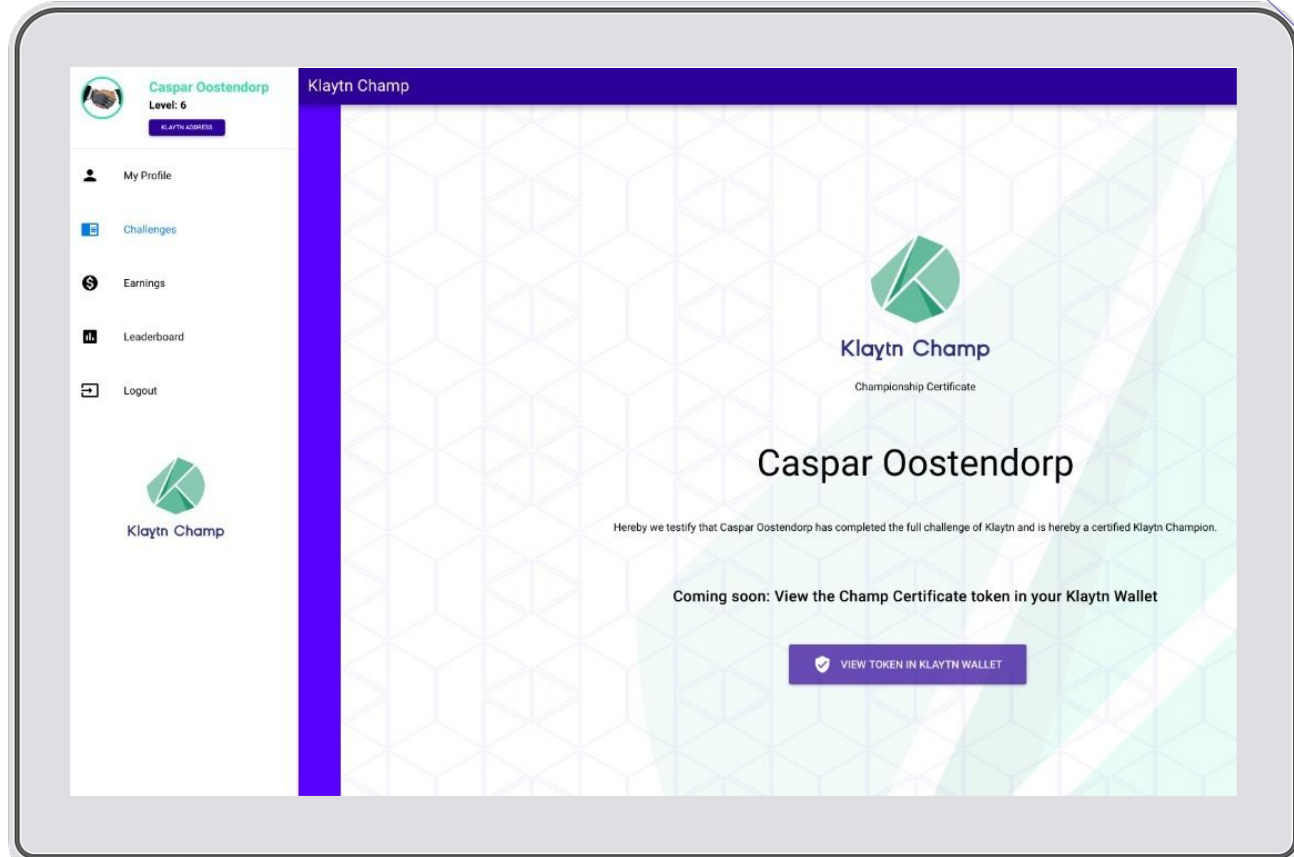 Caspar Oostendorp
Level: 6
KLAYTN ADDRESS
My Profile
Challenges
Earnings
Leaderboard
Logout
Klaytn Champ
Klaytn Champ
Klaytn Champ
Championship Certificate
Caspar Oostendorp
Hereby we testify that Caspar Oostendorp has completed the full challenge of Klaytn and is hereby a certified Klaytn Champion.
Coming soon: View the Champ Certificate token in your Klaytn Wallet
VIEW TOKEN IN KLAYTN WALLET